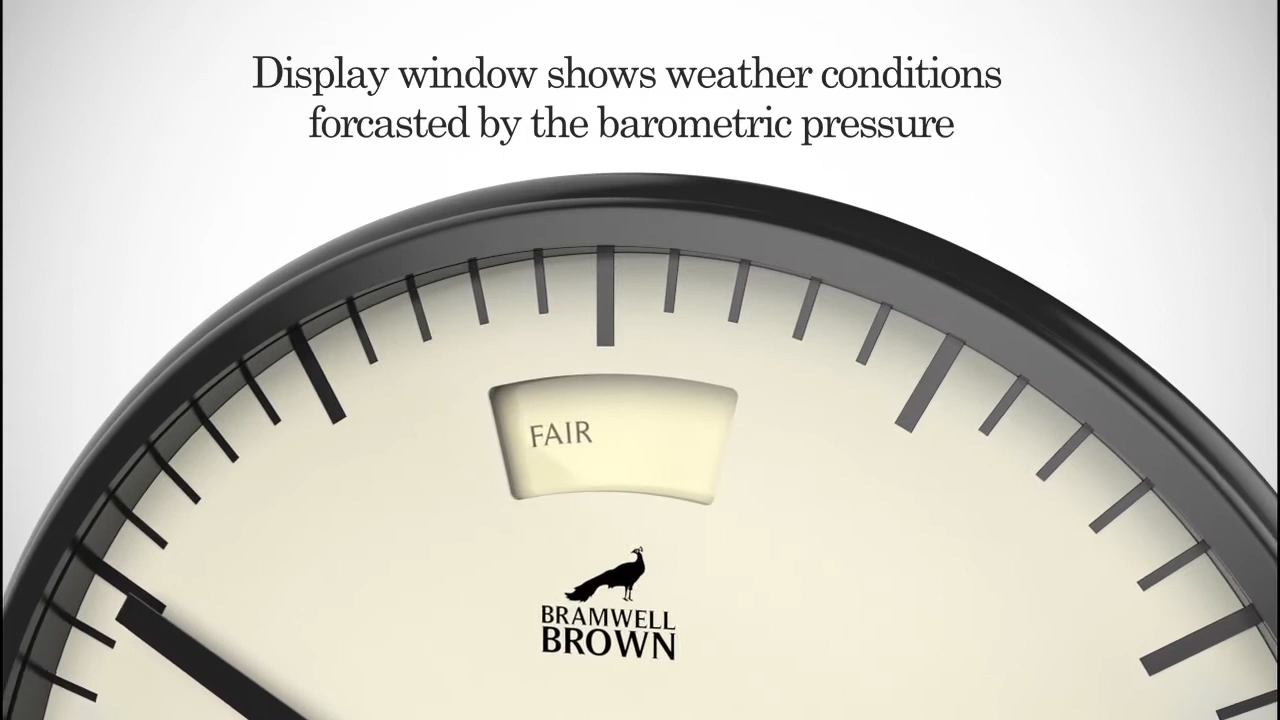 Display window shows weather conditions
forcasted by the barometric pressure
FAIR
BRAMWELL
BROWN